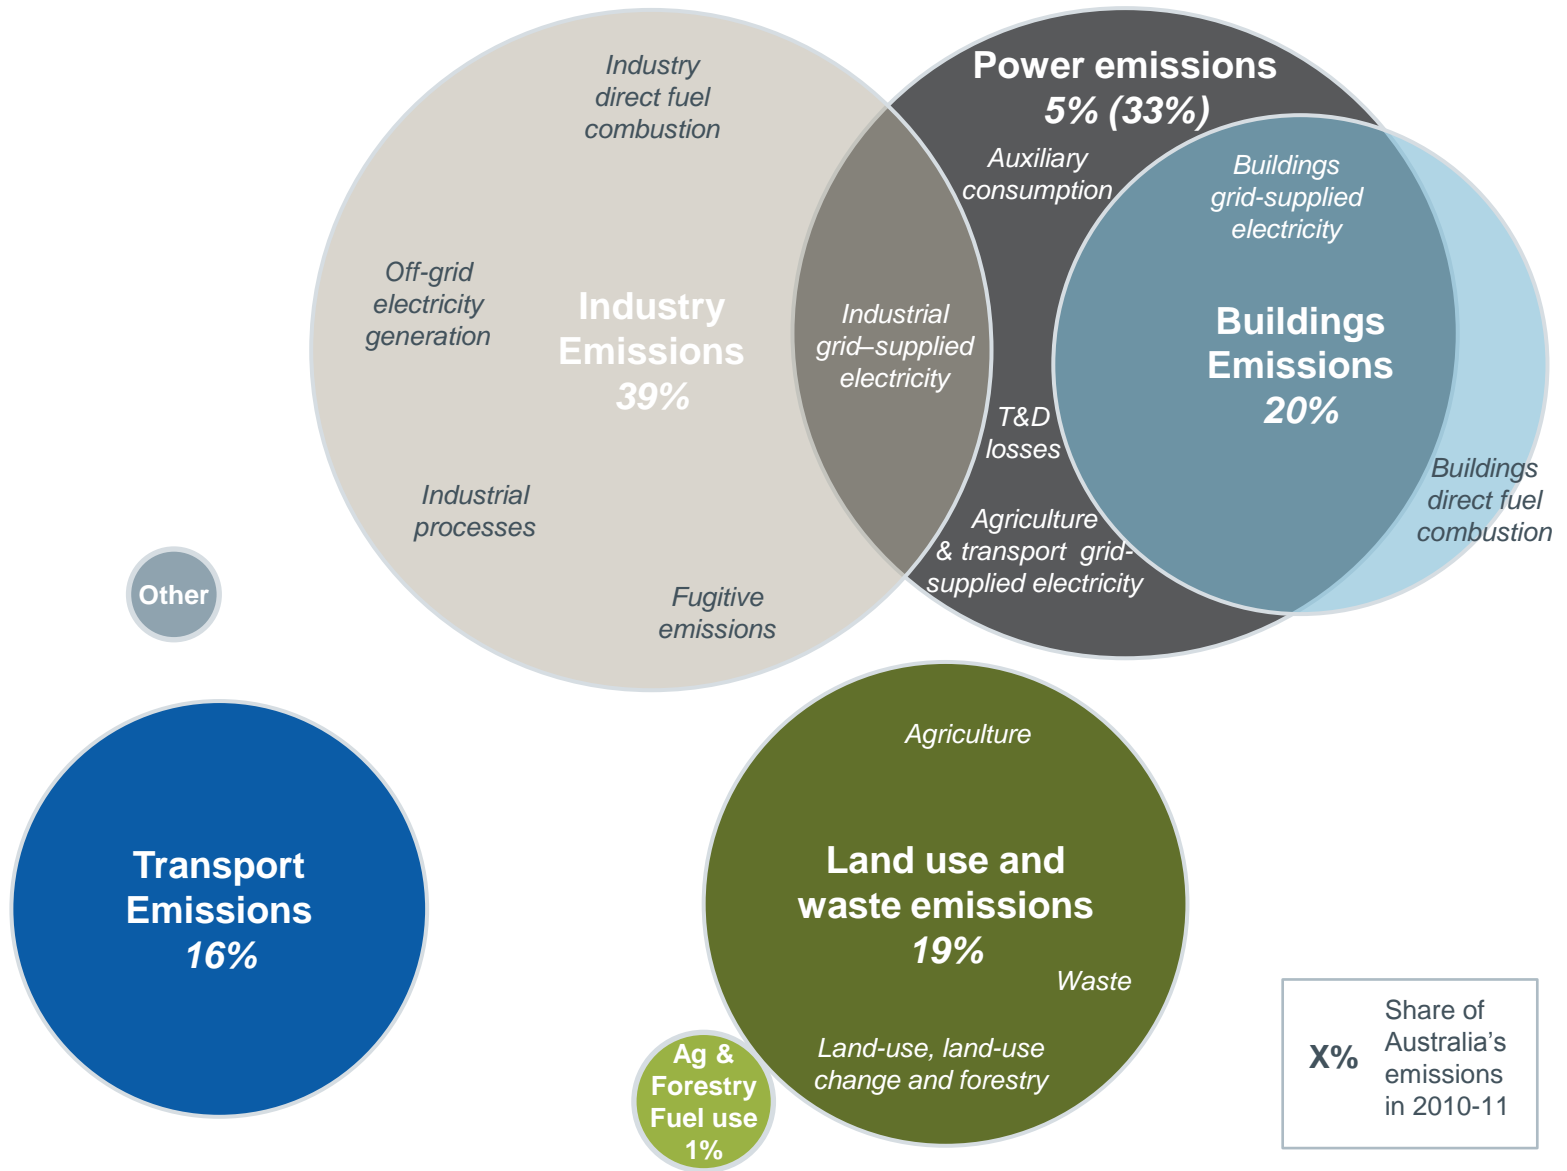 Industry
direct fuel
combustion
Off-grid
electricity
generation
Industry
Emissions
39%
Industrial
processes
Fugitive
emissions
Industrial
grid–supplied
electricity
Power emissions
5% (33%)
Auxiliary
consumption
T&D
losses
Agriculture
& transport  grid-
supplied electricity
Buildings
grid-supplied
electricity
Buildings
Emissions
20%
Buildings
direct fuel
combustion
Other
Transport
Emissions
16%
Agriculture
Land use and
waste emissions
19%
Waste
Land-use, land-use
change and forestry
Ag &
Forestry
Fuel use
1%
X%
Share of
Australia’s
emissions
in 2010-11